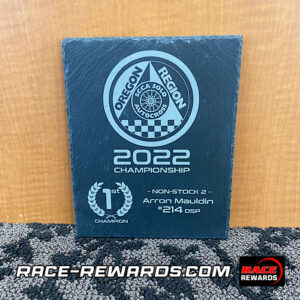 OREGON REGION
SCCA SOLO
AUTOCROSS
2022
CHAMPIONSHIP
1st
CHAMPION
- NON-STOCK 2 -
Arron Mauldin
#214 DSP
RACE-REWARDS.COM
RACE
REWARDS